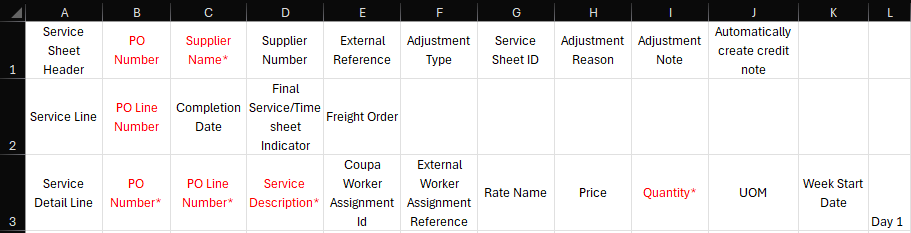 A B C D E F G H I J K L
1 Service Sheet Header PO Number Supplier Name* Supplier Number External Reference Adjustment Type Service Sheet ID Adjustment Reason Adjustment Note Automatically create credit note
2 Service Line PO Line Number Completion Date Final Service/Time sheet Indicator Freight Order
3 Service Detail Line PO Number* PO Line Number* Service Description* Coupa Worker Assignment Id External Worker Assignment Reference Rate Name Price Quantity* UOM Week Start Date Day 1